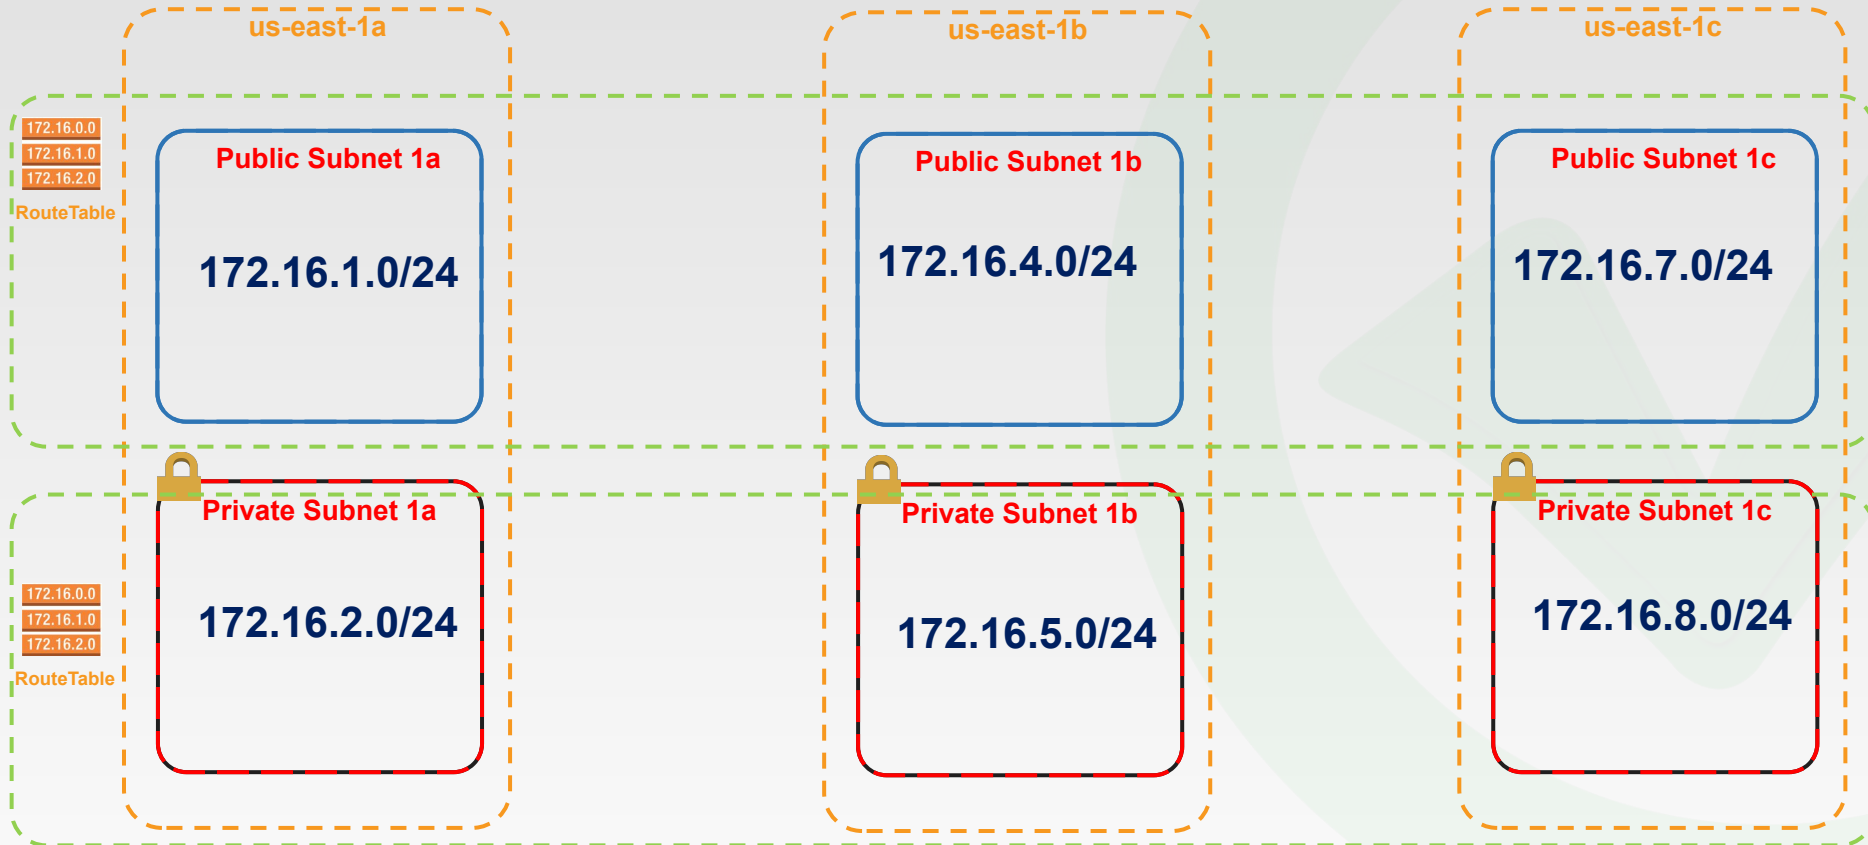 us-east-1a
us-east-1b
us-east-1c
172.16.0.0
172.16.1.0
172.16.2.0
RouteTable
Public Subnet 1a
172.16.1.0/24
Public Subnet 1b
172.16.4.0/24
Public Subnet 1c
172.16.7.0/24
172.16.0.0
172.16.1.0
172.16.2.0
RouteTable
Private Subnet 1a
172.16.2.0/24
Private Subnet 1b
172.16.5.0/24
Private Subnet 1c
172.16.8.0/24